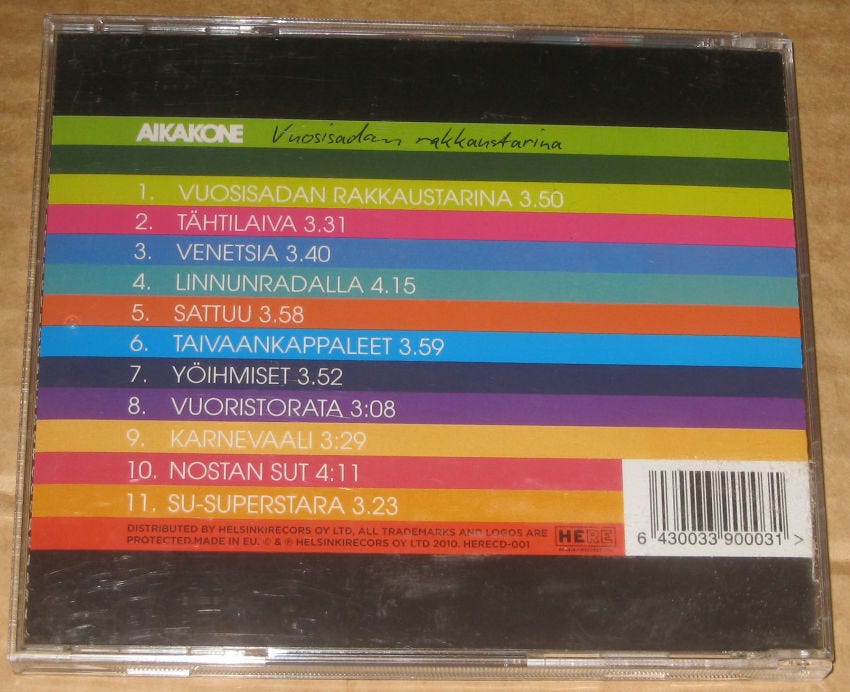 AIKAKONE Vuosisadan rakkaustarina
1. VUOSISADAN RAKKAUSTARINA 3.50
2. TÄHTILAIVA 3.31
3. VENETSIA 3.40
4. LINNUNRADALLA 4.15
5. SATTUU 3.58
6. TAIVAANKAPPALEET 3.59
7. YÖIHMISET 3.52
8. VUORISTORATA 3:08
9. KARNEVAALI 3:29
10. NOSTAN SUT 4:11
11. SU-SUPERSTARA 3.23
DISTRIBUTED BY HELSINKIRECORS OY LTD, ALL TRADEMARKS AND LOGOS ARE
PROTECTED.MADE IN EU. © & ℗ HELSINKIRECORS OY LTD 2010. HERECD-001
HERE
6 430033 900031 >